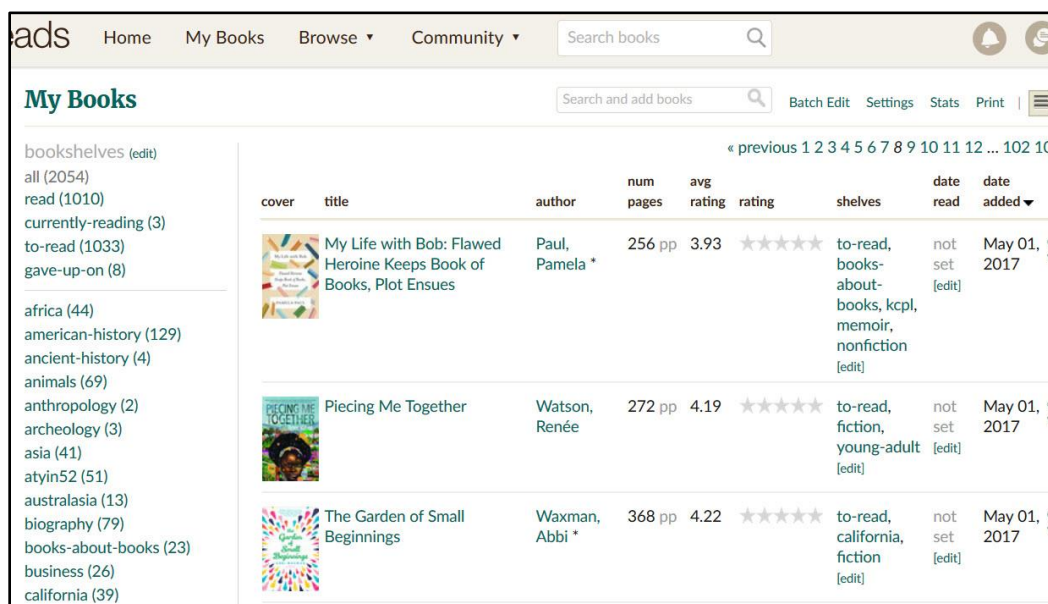 eads Home My Books Browse ▾ Community ▾ Search books
My Books Search and add books Batch Edit Settings Stats Print |
« previous 1 2 3 4 5 6 7 8 9 10 11 12 ... 102 10
bookshelves (edit)
all (2054)
read (1010)
currently-reading (3)
to-read (1033)
gave-up-on (8)
africa (44)
american-history (129)
ancient-history (4)
animals (69)
anthropology (2)
archeology (3)
asia (41)
atyin52 (51)
australasia (13)
biography (79)
books-about-books (23)
business (26)
california (39)
num avg date date
cover title author pages rating rating shelves read added
My Life with Bob: Flawed Paul, 256 pp 3.93 to-read, not May 01,
Heroine Keeps Book of Pamela * books- set 2017
Books, Plot Ensues about- [edit]
books, kcpl,
memoir,
nonfiction
[edit]
PIECING ME
TOGETHER
Piecing Me Together Watson, 272 pp 4.19 to-read, not May 01,
Renée fiction, set 2017
young-adult [edit]
[edit]
The Garden of Small Waxman, 368 pp 4.22 to-read, not May 01,
Beginnings Abbi * california, set 2017
fiction [edit]
[edit]